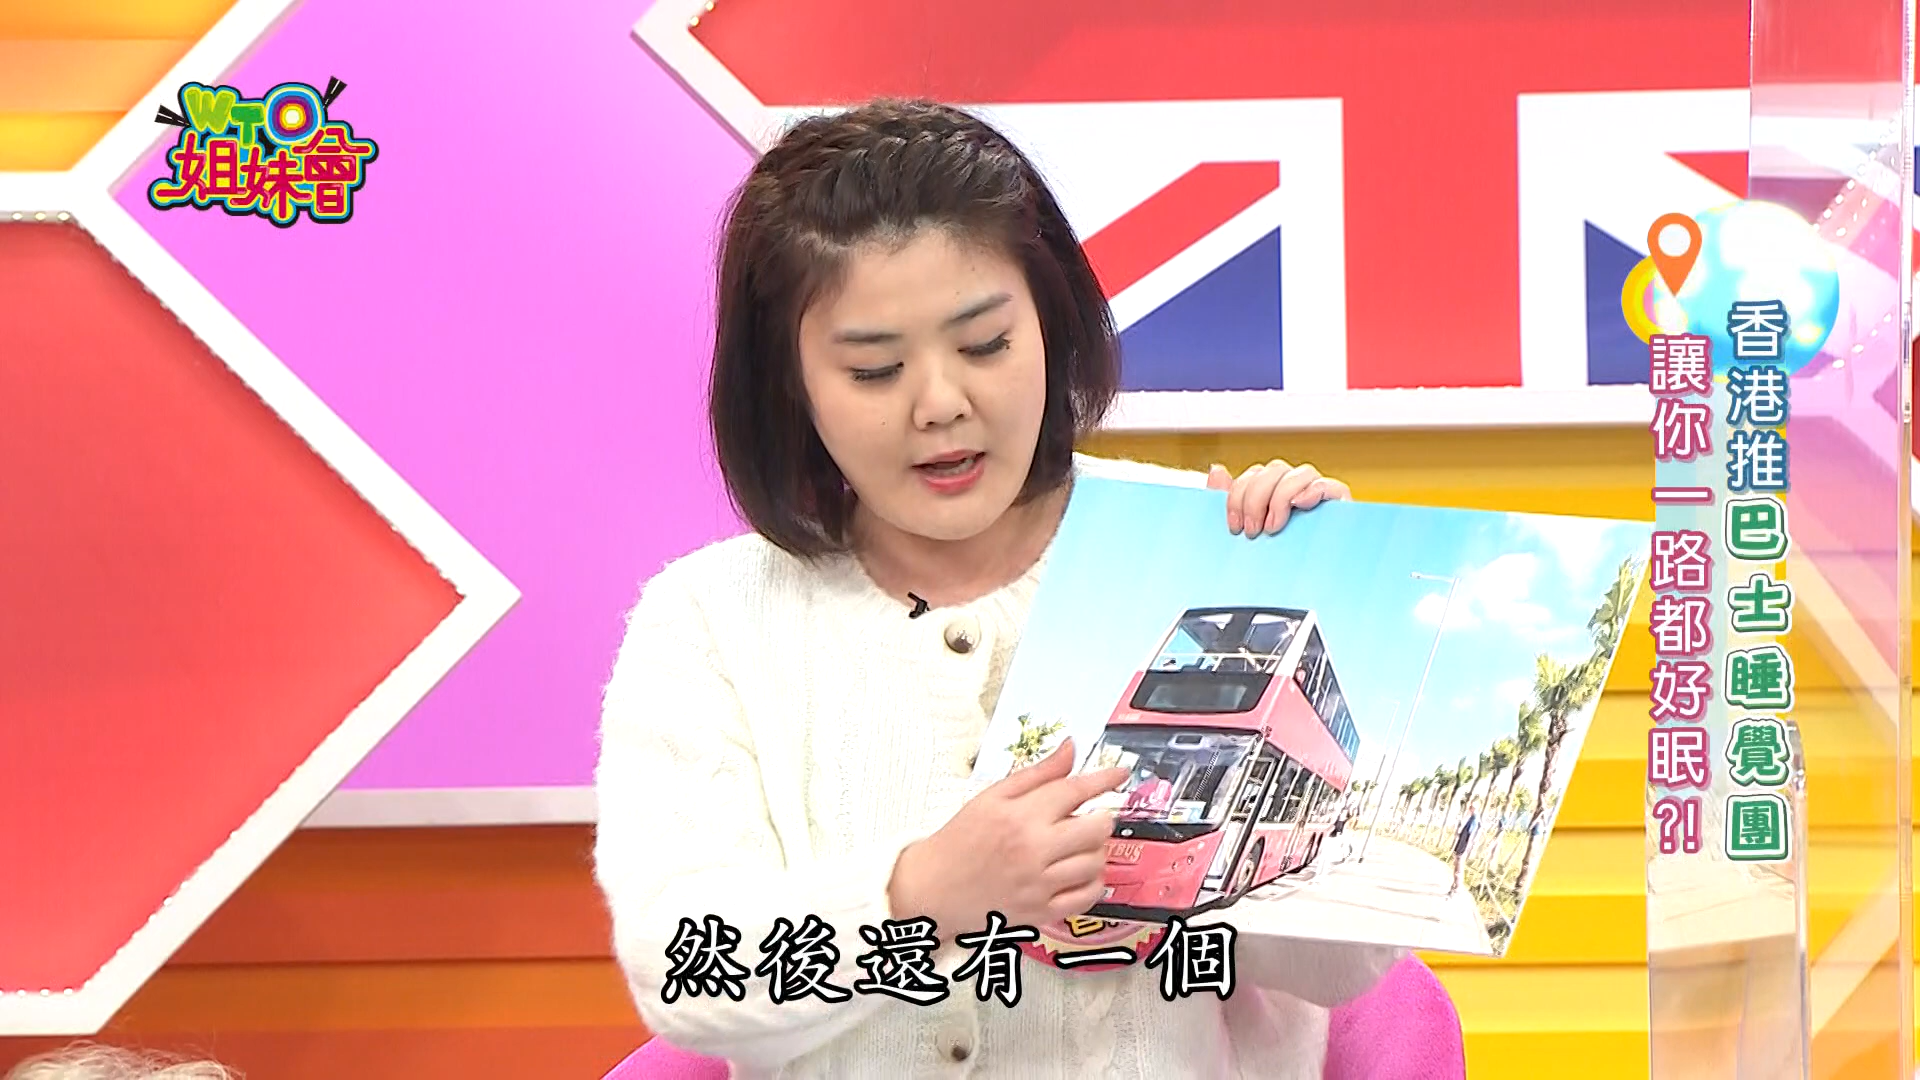 WTO
姐妹會
香港推巴士睡覺團
讓你一路都好眠?!
然後還有一個